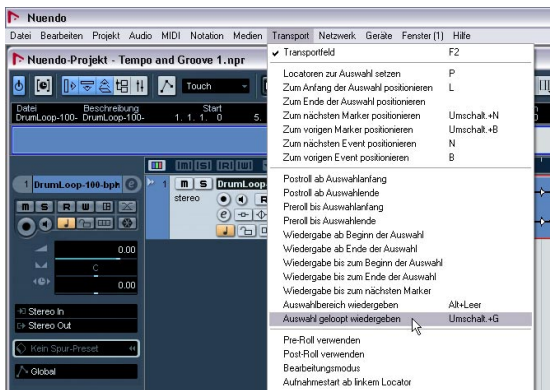 Nuendo
Datei Bearbeiten Projekt Audio MIDI Notation Medien Transport Netzwerk Geräte Fenster (1) Hilfe
Nuendo-Projekt - Tempo and Groove 1.npr
Touch
Datei Beschreibung Start
DrumLoop-100- DrumLoop-100- 1. 1. 1. 0 5.
1 DrumLoop-100-bph
M S R U
0.00
C
0.00
Stereo In
Stereo Out
Kein Spur-Preset
Global
1 M S DrumLoop
stereo
Transportfeld F2
Locatoren zur Auswahl setzen P
Zum Anfang der Auswahl positionieren L
Zum Ende der Auswahl positionieren
Zum nächsten Marker positionieren Umschalt.+N
Zum vorigen Marker positionieren Umschalt.+B
Zum nächsten Event positionieren N
Zum vorigen Event positionieren B
Postroll ab Auswahlanfang
Postroll ab Auswahlende
Preroll bis Auswahlanfang
Preroll bis Auswahlende
Wiedergabe ab Beginn der Auswahl
Wiedergabe ab Ende der Auswahl
Wiedergabe bis zum Beginn der Auswahl
Wiedergabe bis zum Ende der Auswahl
Wiedergabe bis zum nächsten Marker
Auswahlbereich wiedergeben Alt+Leer
Auswahl geloopt wiedergeben Umschalt.+G
Pre-Roll verwenden
Post-Roll verwenden
Bearbeitungsmodus
Aufnahmestart ab linkem Locator